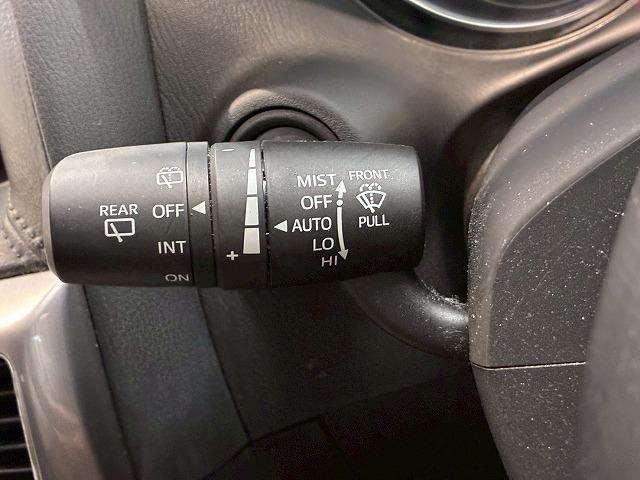 REAR
OFF
INT
ON
-
+
MIST
OFF
AUTO
LO
HI
FRONT
PULL